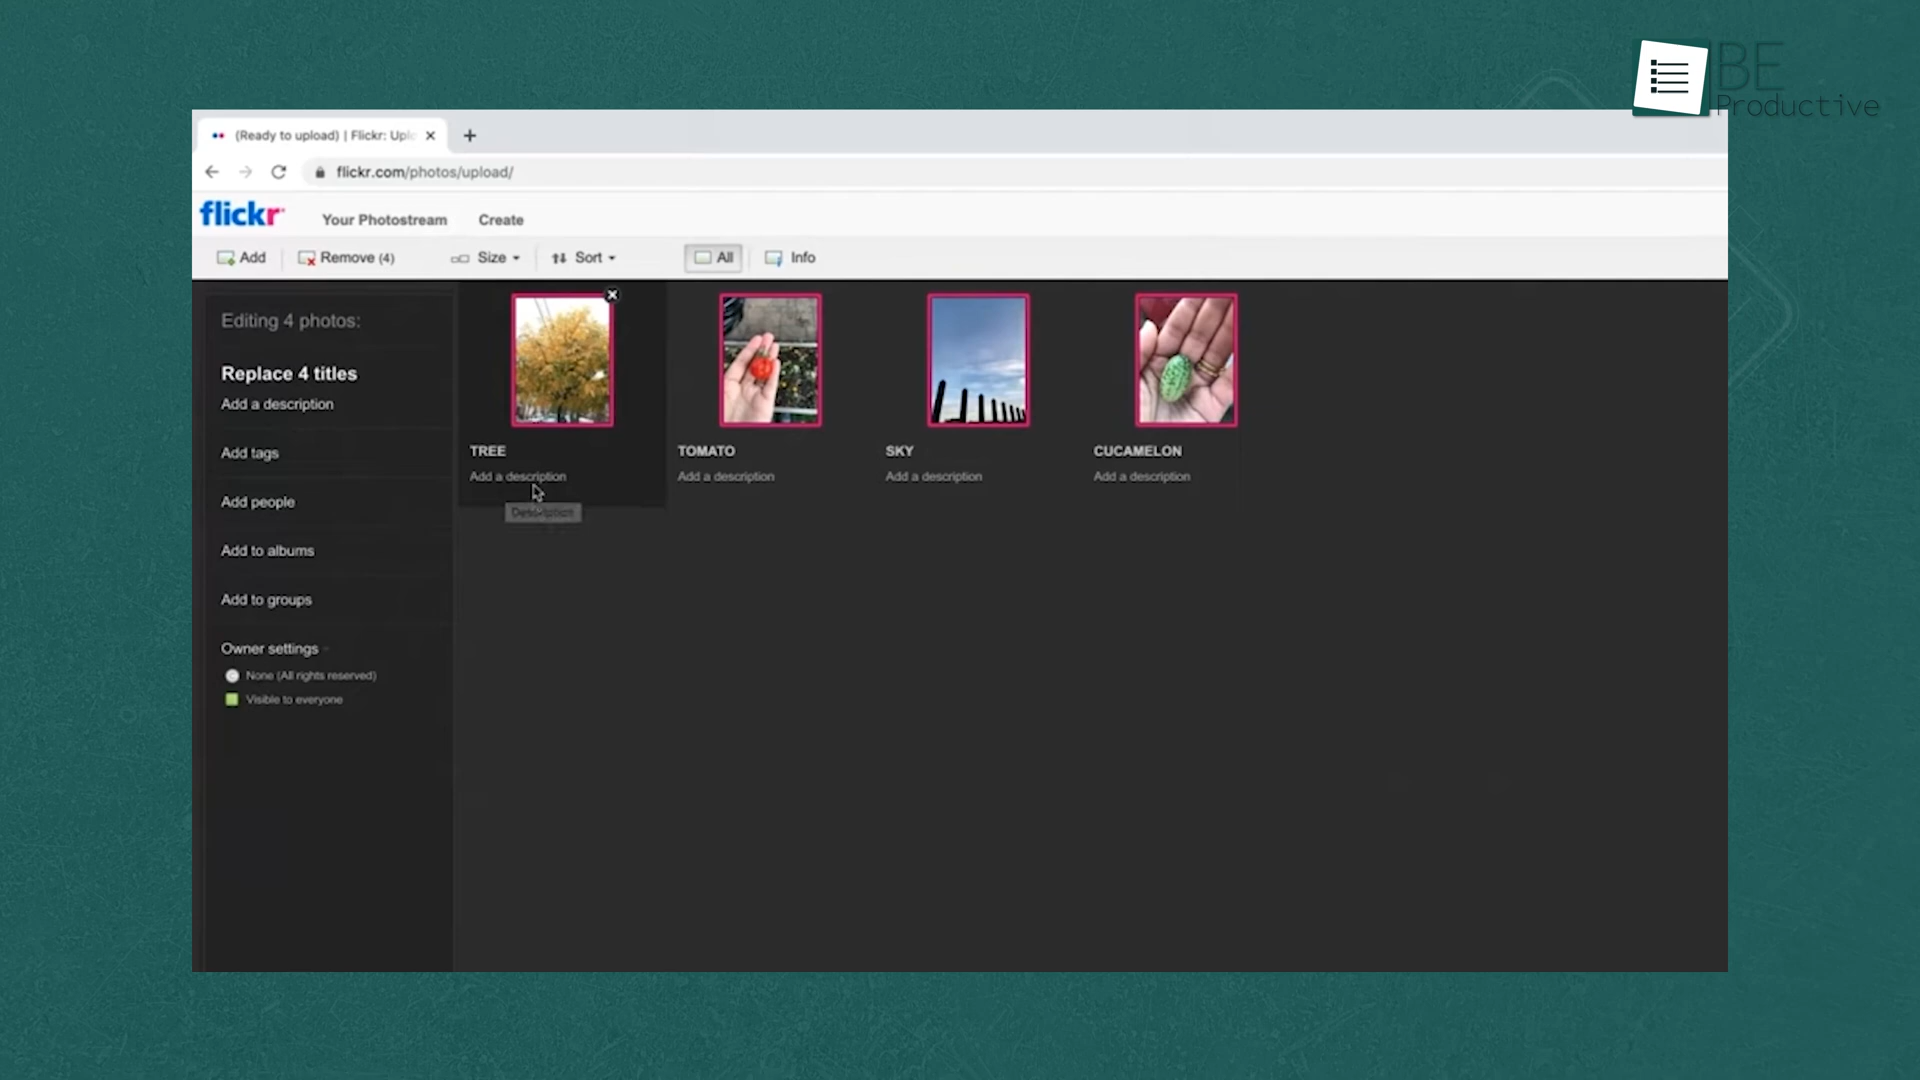 BE
Productive
(Ready to upload) | Flickr: Uplo
flickr.com/photos/upload/
flickr
Your Photostream Create
Add Remove (4) Size Sort All Info
Editing 4 photos:
Replace 4 titles
Add a description
Add tags
Add people
Add to albums
Add to groups
Owner settings
None (All rights reserved)
Visible to everyone
TREE TOMATO SKY CUCAMELON
Add a description Add a description Add a description Add a description
Description